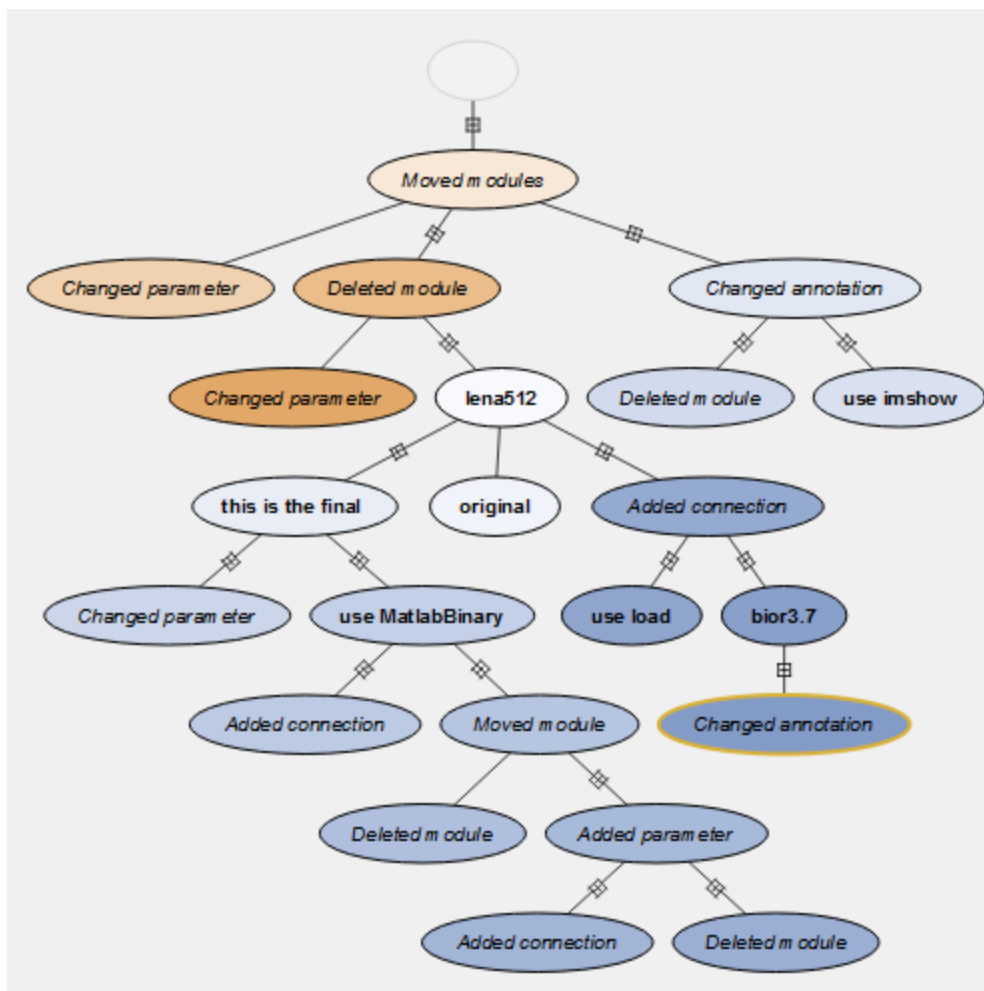 Moved modules
Changed parameter
Deleted module
Changed annotation
Changed parameter
lena512
Deleted module
use imshow
this is the final
original
Added connection
Changed parameter
use MatlabBinary
use load
bior3.7
Added connection
Moved module
Changed annotation
Deleted module
Added parameter
Added connection
Deleted module